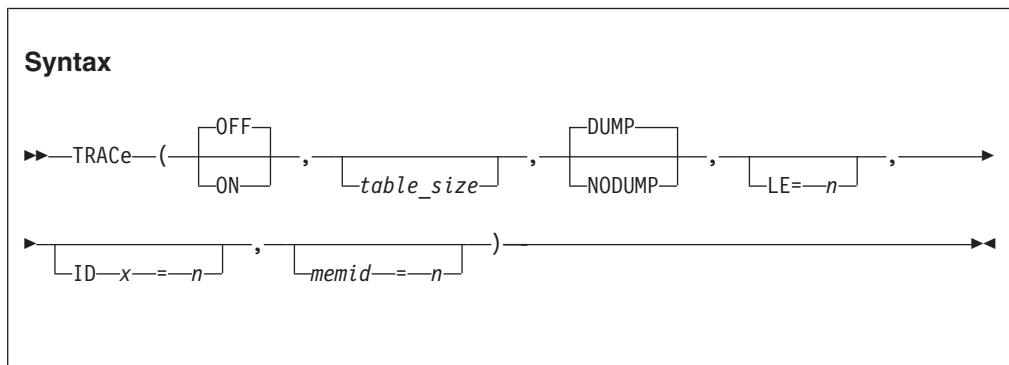 Syntax
OFF DUMP
TRACe ( , , , ,
ON table_size NODUMP LE= n
, )
ID x = n memid = n